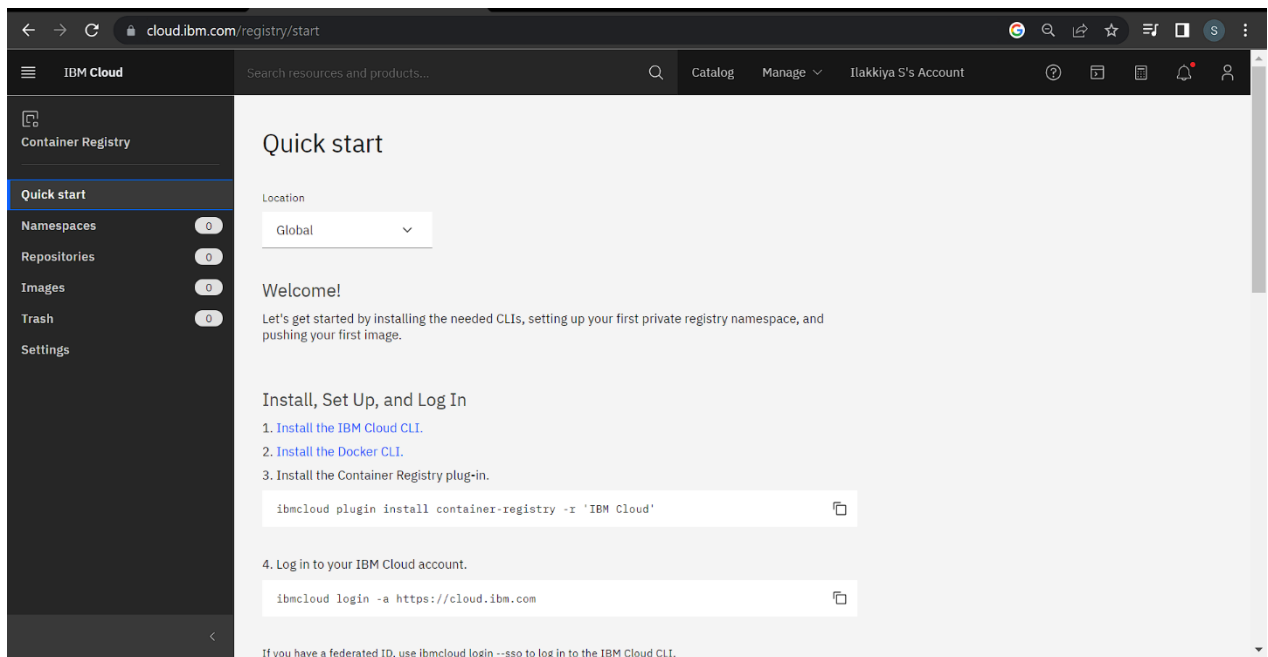 cloud.ibm.com/registry/start
S
IBM Cloud
Search resources and products...
Catalog
Manage
Ilakkiya S's Account
Container Registry
Quick start
Namespaces 0
Repositories 0
Images 0
Trash 0
Settings
Quick start
Location
Global
Welcome!
Let's get started by installing the needed CLIs, setting up your first private registry namespace, and
pushing your first image.
Install, Set Up, and Log In
1. Install the IBM Cloud CLI.
2. Install the Docker CLI.
3. Install the Container Registry plug-in.
ibmcloud plugin install container-registry -r 'IBM Cloud'
4. Log in to your IBM Cloud account.
ibmcloud login -a https://cloud.ibm.com
If you have a federated ID, use ibmcloud login --sso to log in to the IBM Cloud CLI.